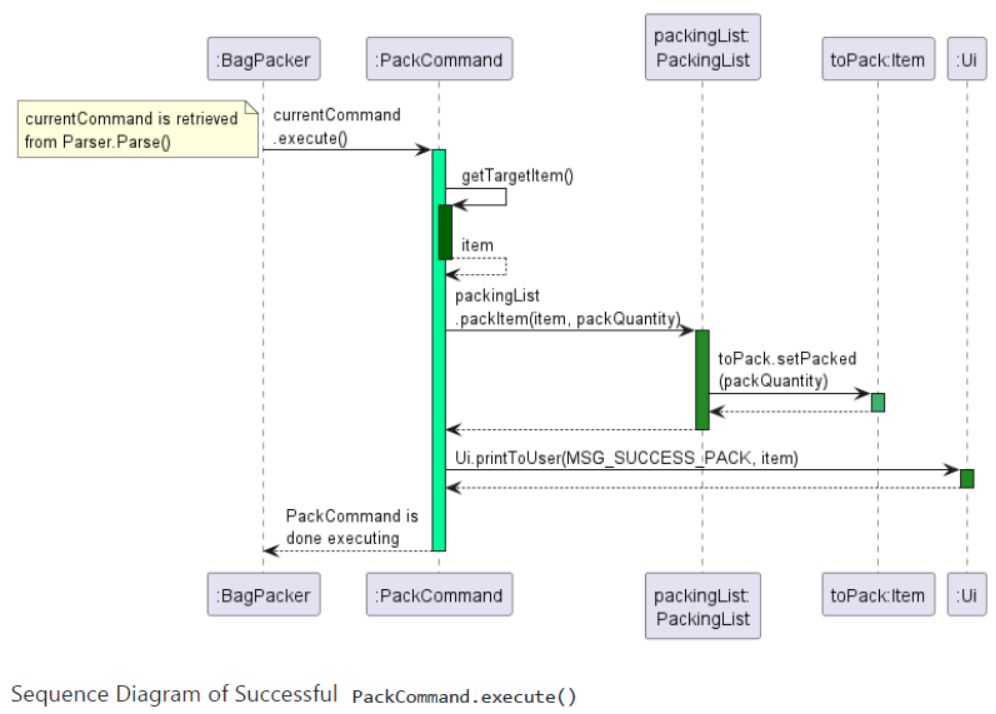 :BagPacker
:PackCommand
packingList:
PackingList
toPack:Item
:Ui
currentCommand is retrieved
from Parser.Parse()
currentCommand
.execute()
getTargetItem()
item
packingList
.packItem(item, packQuantity)
toPack.setPacked
(packQuantity)
Ui.printToUser(MSG_SUCCESS_PACK, item)
PackCommand is
done executing
:BagPacker
:PackCommand
packingList:
PackingList
toPack:Item
:Ui
Sequence Diagram of Successful PackCommand.execute()